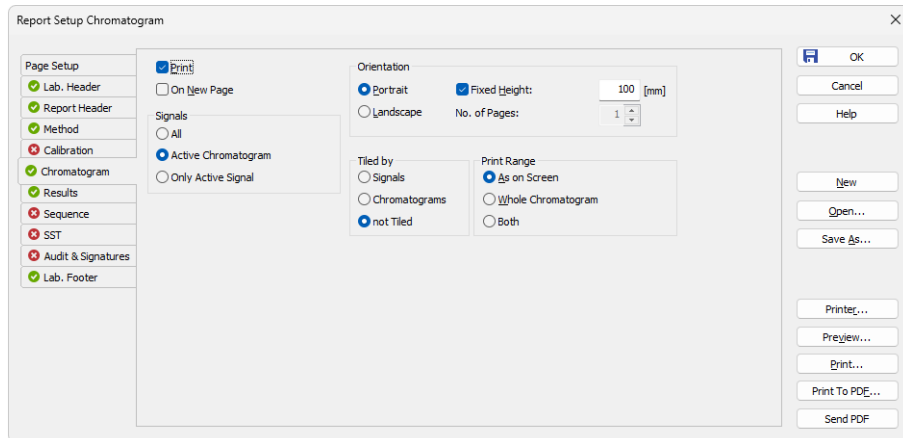 Report Setup Chromatogram
Page Setup
Lab. Header
Report Header
Method
Calibration
Chromatogram
Results
Sequence
SST
Audit & Signatures
Lab. Footer
Print
On New Page
Signals
All
Active Chromatogram
Only Active Signal
Orientation
Portrait
Fixed Height:
100 [mm]
Landscape
No. of Pages:
1
Tiled by
Signals
Chromatograms
not Tiled
Print Range
As on Screen
Whole Chromatogram
Both
OK
Cancel
Help
New
Open...
Save As...
Printer...
Preview...
Print...
Print To PDF...
Send PDF